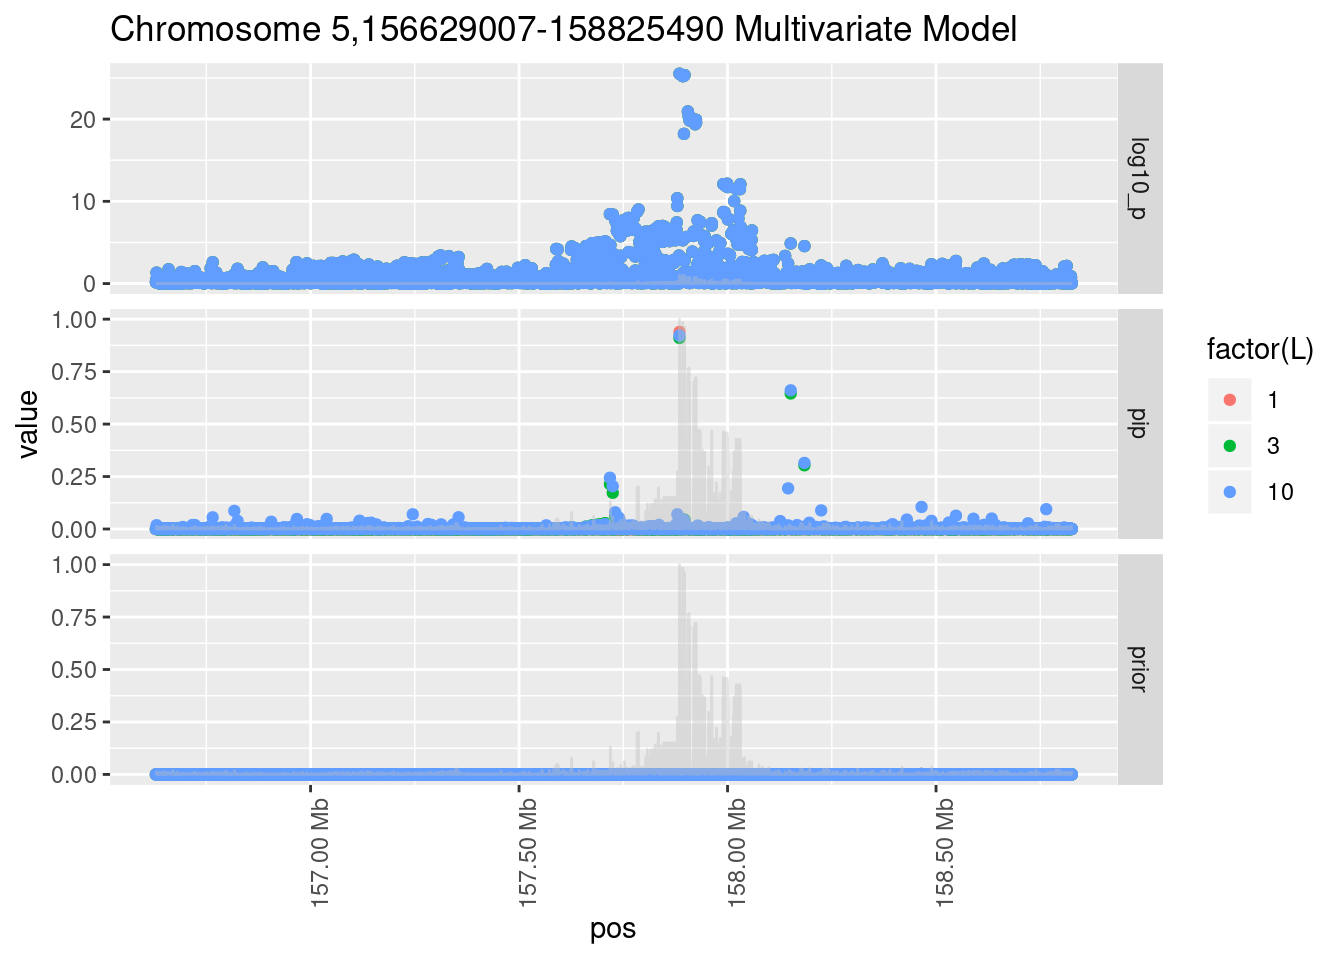 Chromosome 5,156629007-158825490 Multivariate Model
20
10
0
log10_p
1.00
0.75
0.50
0.25
0.00
pip
1.00
0.75
0.50
0.25
0.00
prior
value
157.00 Mb
157.50 Mb
158.00 Mb
158.50 Mb
pos
factor(L)
1
3
10